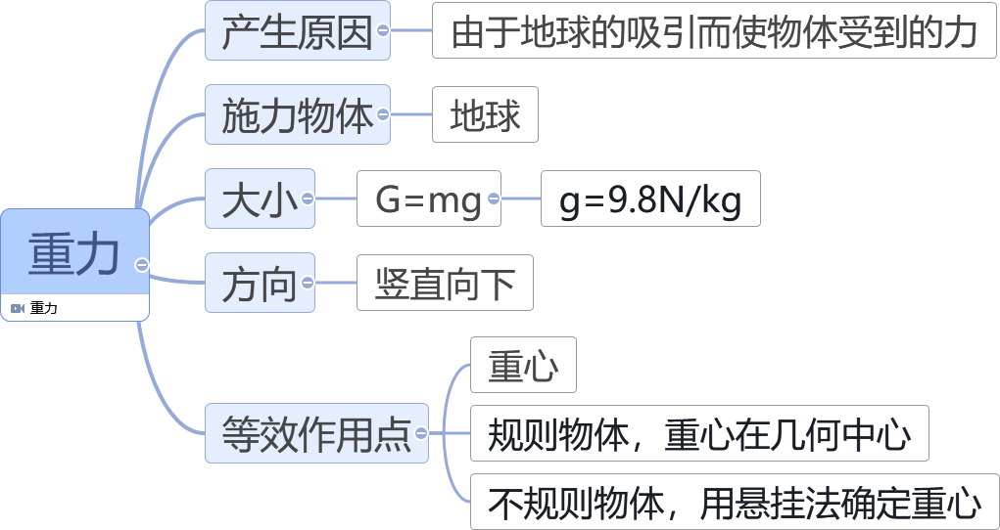 产生原因
由于地球的吸引而使物体受到的力
施力物体
地球
大小
G=mg
g=9.8N/kg
重力
重力
方向
竖直向下
等效作用点
重心
规则物体，重心在几何中心
不规则物体，用悬挂法确定重心